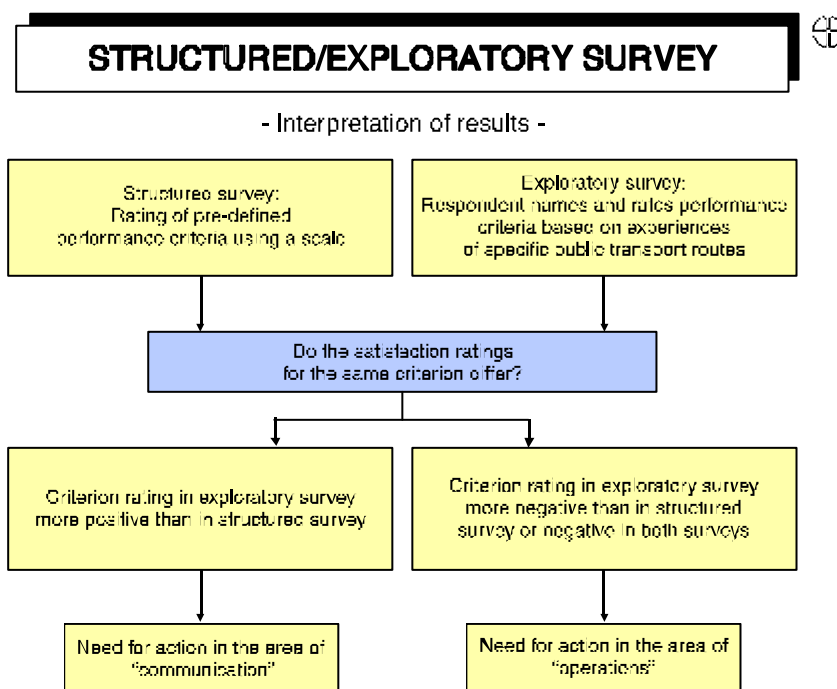 STRUCTURED/EXPLORATORY SURVEY
- Interpretation of results -
Structured survey:
Rating of pre-defined
performance criteria using a scale
Exploratory survey:
Respondent names and rates performance
criteria based on experiences
of specific public transport routes
Do the satisfaction ratings
for the same criterion differ?
Criterion rating in exploratory survey
more positive than in structured survey
Criterion rating in exploratory survey
more negative than in structured
survey or negative in both surveys
Need for action in the area of
"communication"
Need for action in the area of
"operations"